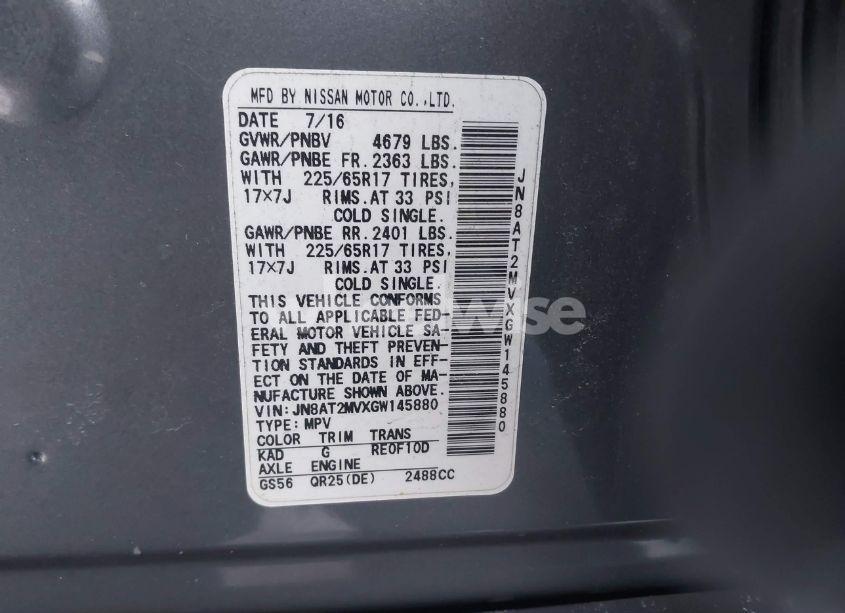 MFD BY NISSAN MOTOR CO.,LTD.
DATE 7/16
GVWR/PNBV 4679 LBS.
GAWR/PNBE FR. 2363 LBS.
WITH 225/65R17 TIRES,
17×7J RIMS. AT 33 PSI
COLD SINGLE.
GAWR/PNBE RR. 2401 LBS.
WITH 225/65R17 TIRES,
17×7J RIMS. AT 33 PSI
COLD SINGLE.
THIS VEHICLE CONFORMS
TO ALL APPLICABLE FED-
ERAL MOTOR VEHICLE SA-
FETY AND THEFT PREVEN-
TION STANDARDS IN EFF-
ECT ON THE DATE OF MA-
NUFACTURE SHOWN ABOVE.
VIN:JN8AT2MVXGW145880
TYPE:MPV
COLOR TRIM TRANS
KAD G RE0F10D
AXLE ENGINE
GS56 QR25(DE) 2488CC
JN8AT2MVXGW145880